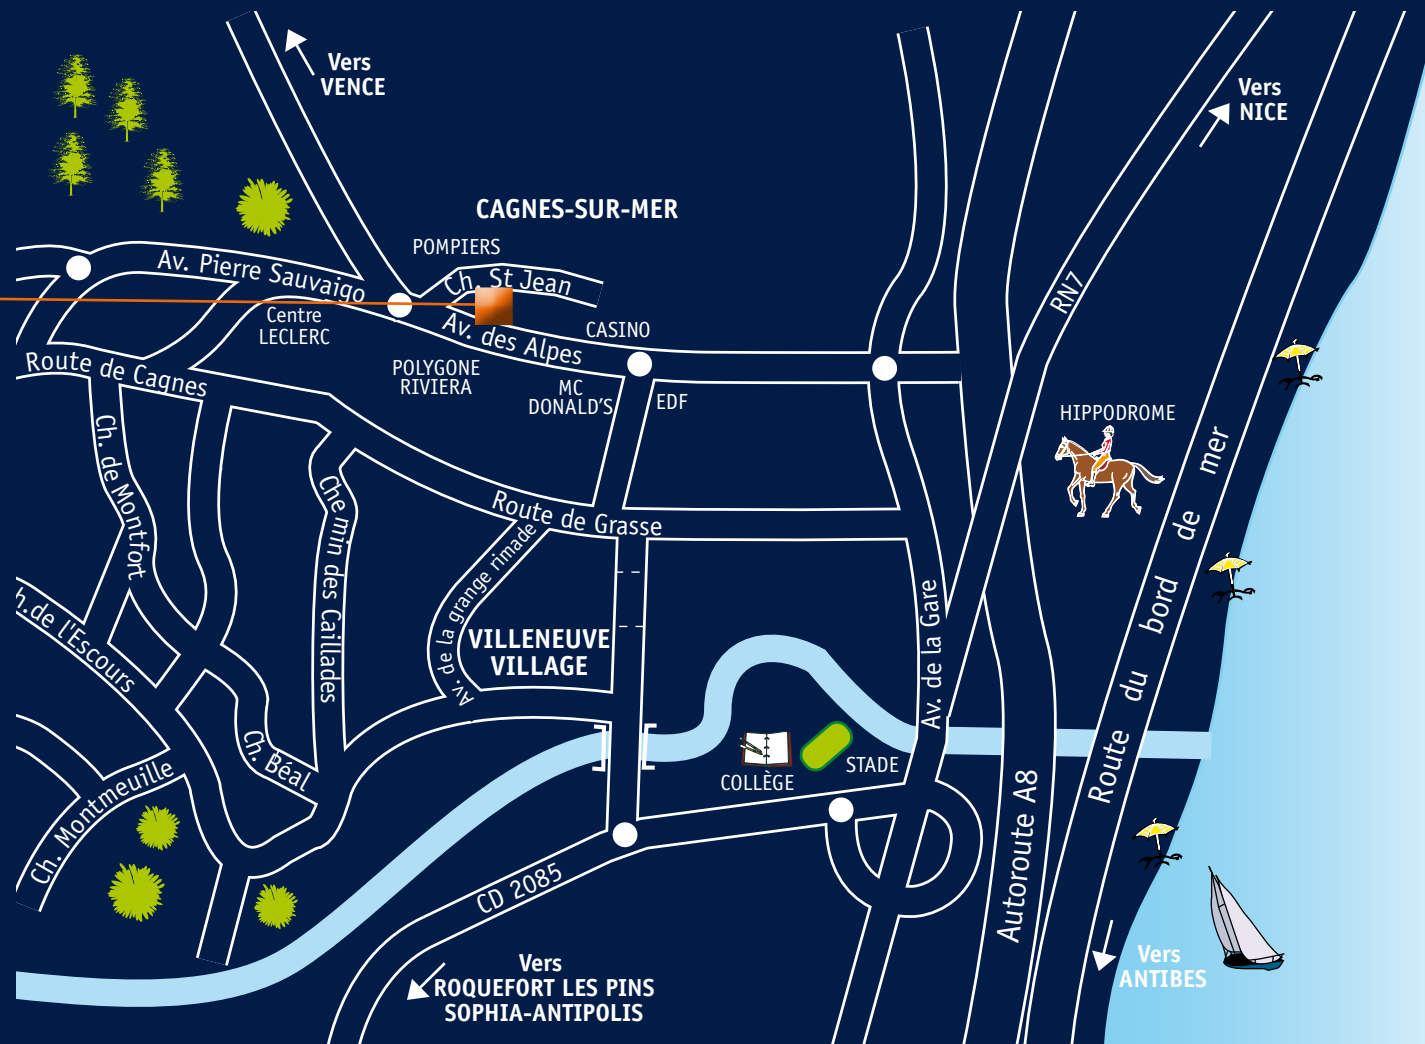 Vers
VENCE
Vers
NICE
CAGNES-SUR-MER
POMPIERS
Av. Pierre Sauvaigo
Ch. St Jean
Centre
LECLERC
Av. des Alpes
CASINO
RN7
Route de Cagnes
POLYGONE
RIVIERA
MC
DONALD'S
EDF
HIPPODROME
Ch. de Montfort
Che min des Caillades
Route de Grasse
Av. de la grange rimade
Route du bord de mer
h.de l'Escours
VILLENEUVE
VILLAGE
Av. de la Gare
Ch. Béal
Ch. Montmeuille
COLLÈGE
STADE
Autoroute A8
CD 2085
Vers
ROQUEFORT LES PINS
SOPHIA-ANTIPOLIS
Vers
ANTIBES